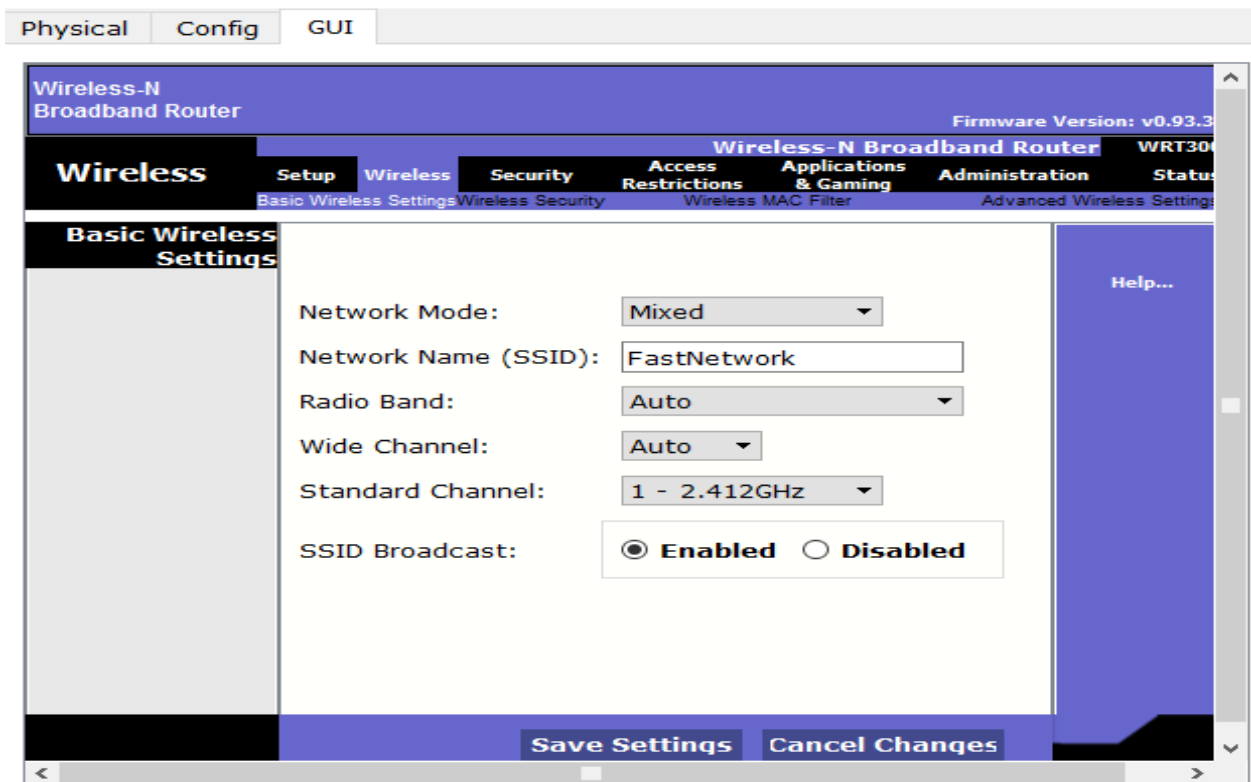 Physical Config GUI
Wireless-N
Broadband Router
Firmware Version: v0.93.3
Wireless-N Broadband Router WRT300
Wireless
Setup Wireless Security Access Restrictions Applications & Gaming Administration Status
Basic Wireless Settings Wireless Security Wireless MAC Filter Advanced Wireless Settings
Basic Wireless
Settings
Help...
Network Mode: Mixed
Network Name (SSID): FastNetwork
Radio Band: Auto
Wide Channel: Auto
Standard Channel: 1 - 2.412GHz
SSID Broadcast: Enabled Disabled
Save Settings Cancel Changes